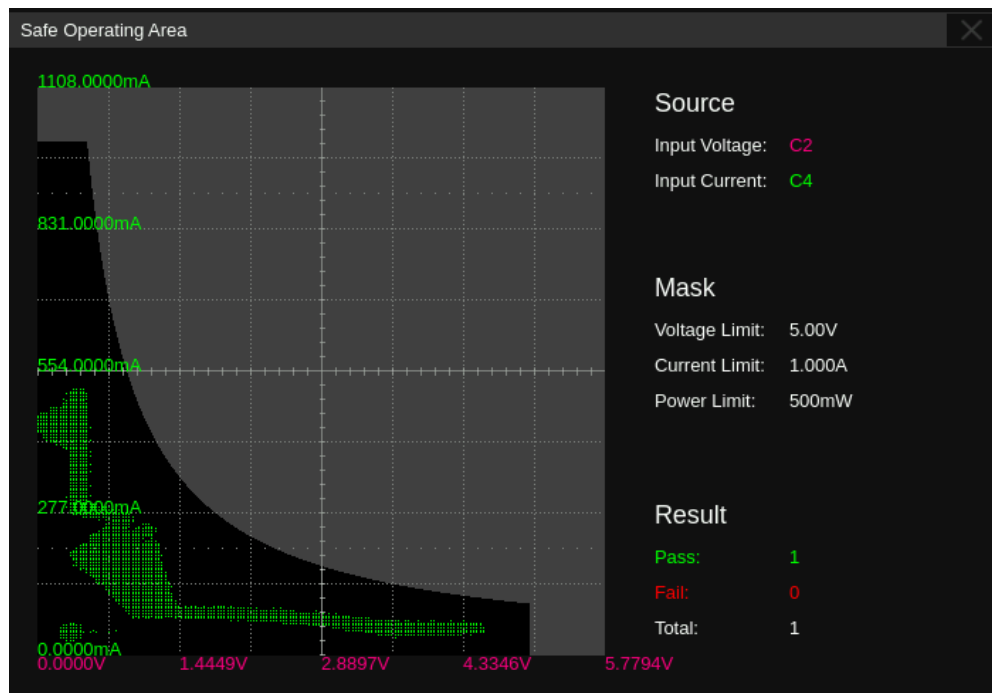 Safe Operating Area
1108.0000mA
831.0000mA
554.0000mA
277.0000mA
0.0000mA
0.0000V 1.4449V 2.8897V 4.3346V 5.7794V
Source
Input Voltage: C2
Input Current: C4
Mask
Voltage Limit: 5.00V
Current Limit: 1.000A
Power Limit: 500mW
Result
Pass: 1
Fail: 0
Total: 1